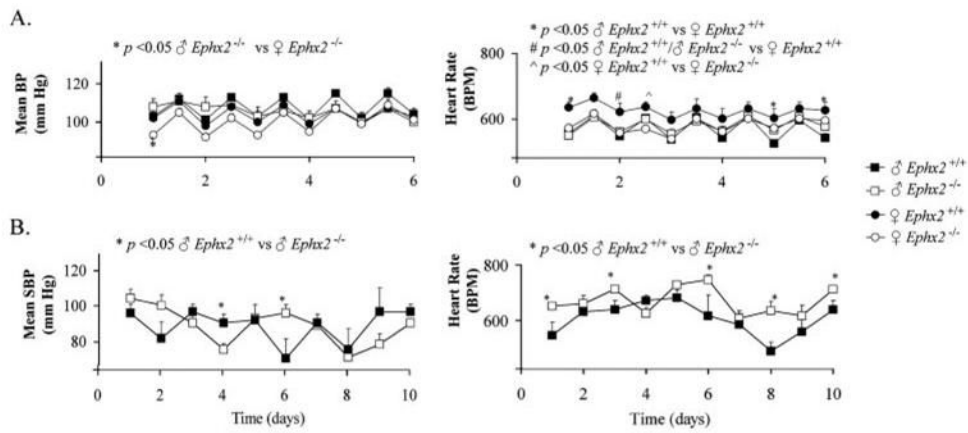 A.
* p <0.05 ♂ Ephx2 -/- vs ♀ Ephx2 -/-
Mean BP
(mm Hg)
120
100
*
0
2
4
6
* p <0.05 ♂ Ephx2 +/+ vs ♀ Ephx2 +/+
# p <0.05 ♂ Ephx2 +/+/♂ Ephx2 -/- vs ♀ Ephx2 +/+
^ p <0.05 ♀ Ephx2 +/+ vs ♀ Ephx2 -/-
Heart Rate
(BPM)
800
600
* # ^ * *
0
2
4
6
♂ Ephx2 +/+
♂ Ephx2 -/-
♀ Ephx2 +/+
♀ Ephx2 -/-
B.
* p <0.05 ♂ Ephx2 +/+ vs ♂ Ephx2 -/-
Mean SBP
(mm Hg)
120
100
80
* *
0
2
4
6
8
10
Time (days)
* p <0.05 ♂ Ephx2 +/+ vs ♂ Ephx2 -/-
Heart Rate
(BPM)
800
600
* * * * *
0
2
4
6
8
10
Time (days)